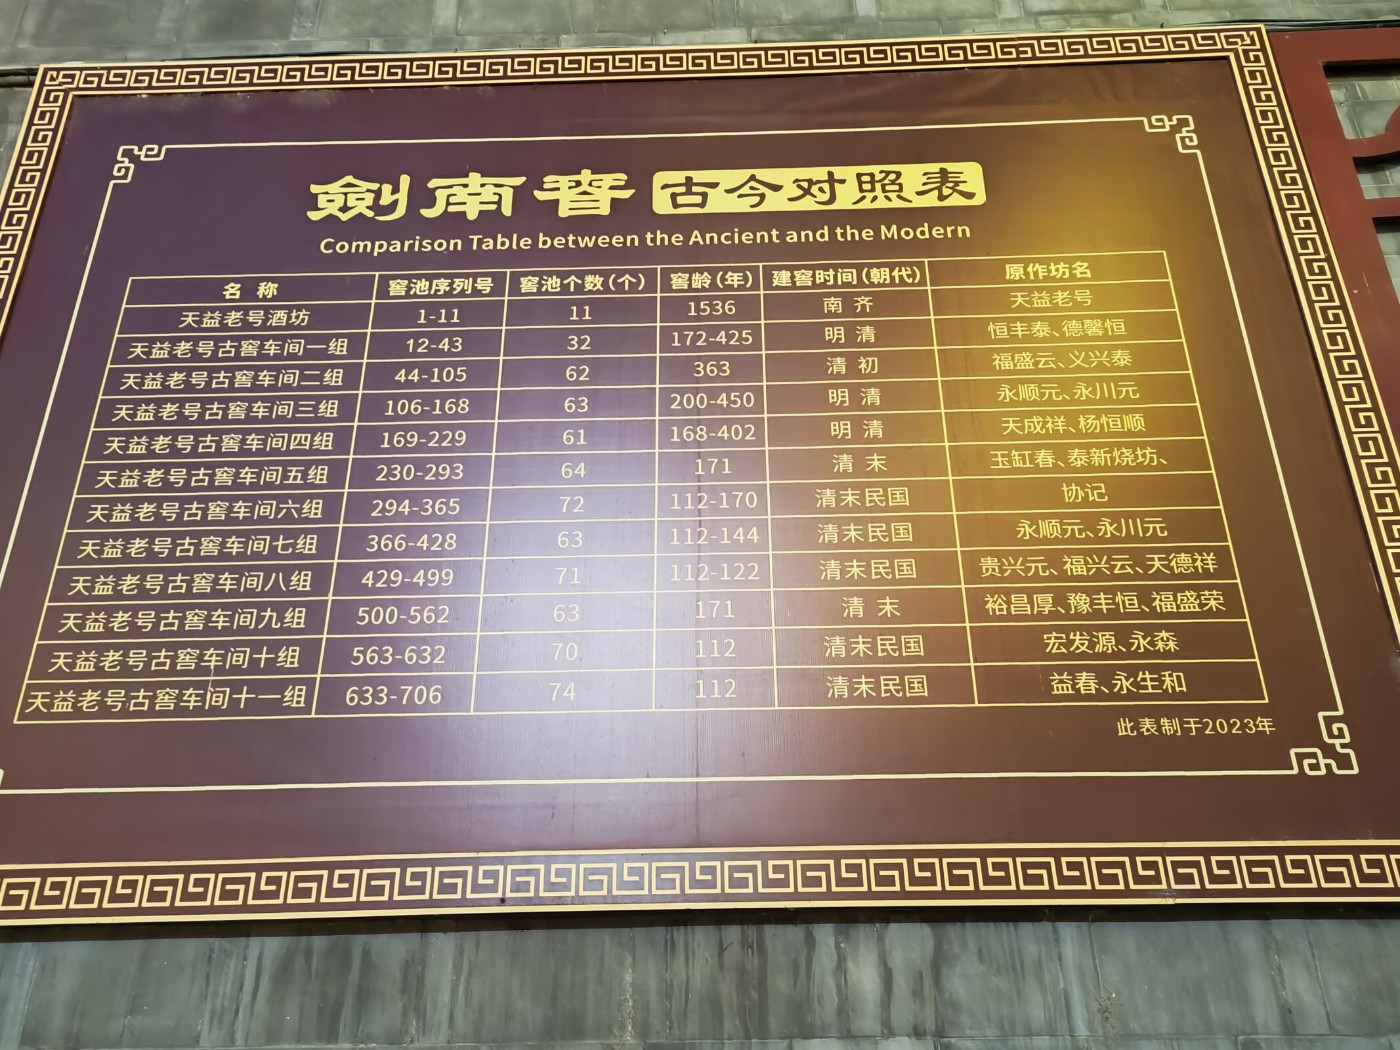 劍南春 古今对照表
Comparison Table between the Ancient and the Modern
名 称 窖池序列号 窖池个数(个) 窖龄(年) 建窖时间(朝代) 原作坊名
天益老号酒坊 1-11 11 1536 南 齐 天益老号
天益老号古窖车间一组 12-43 32 172-425 明 清 恒丰泰、德馨恒
天益老号古窖车间二组 44-105 62 363 清 初 福盛云、义兴泰
天益老号古窖车间三组 106-168 63 200-450 明 清 永顺元、永川元
天益老号古窖车间四组 169-229 61 168-402 明 清 天成祥、杨恒顺
天益老号古窖车间五组 230-293 64 171 清 末 玉缸春、泰新烧坊、
天益老号古窖车间六组 294-365 72 112-170 清末民国 协记
天益老号古窖车间七组 366-428 63 112-144 清末民国 永顺元、永川元
天益老号古窖车间八组 429-499 71 112-122 清末民国 贵兴元、福兴云、天德祥
天益老号古窖车间九组 500-562 63 171 清 末 裕昌厚、豫丰恒、福盛荣
天益老号古窖车间十组 563-632 70 112 清末民国 宏发源、永森
天益老号古窖车间十一组 633-706 74 112 清末民国 益春、永生和
此表制于2023年